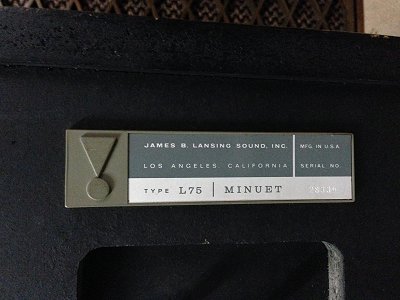 JAMES B. LANSING SOUND, INC.
MFG. IN U.S.A.
LOS ANGELES, CALIFORNIA
SERIAL NO.
TYPE L75 | MINUET